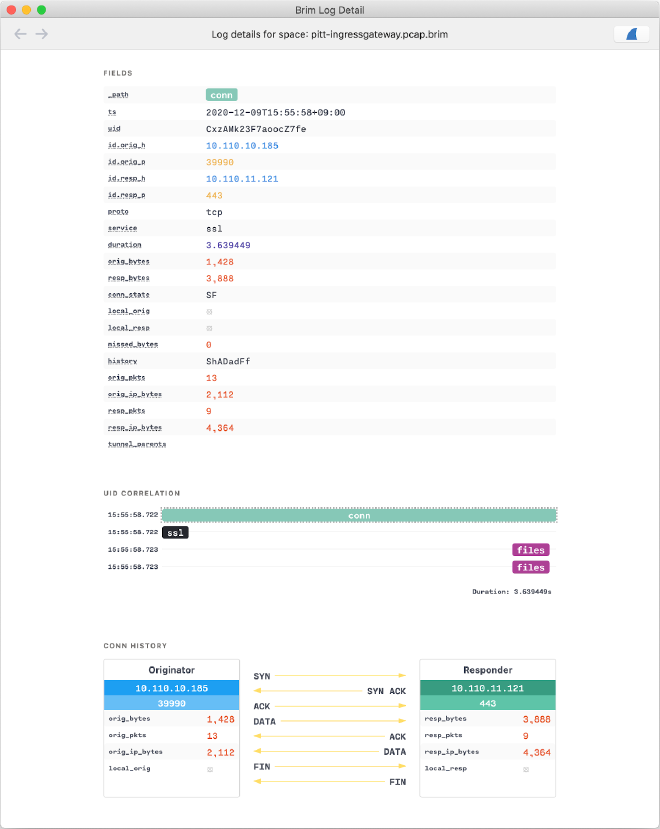 Brim Log Detail
Log details for space: pitt-ingressgateway.pcap.brim
FIELDS
_path conn
ts 2020-12-09T15:55:58+09:00
uid CxzAMk23F7aoocZ7fe
id.orig_h 10.110.10.185
id.orig_p 39990
id.resp_h 10.110.11.121
id.resp_p 443
proto tcp
service ssl
duration 3.639449
orig_bytes 1,428
resp_bytes 3,888
conn_state SF
local_orig
local_resp
missed_bytes 0
history ShADadFf
orig_pkts 13
orig_ip_bytes 2,112
resp_pkts 9
resp_ip_bytes 4,364
tunnel_parents
UID CORRELATION
15:55:58.722 conn
15:55:58.722 ssl
15:55:58.723 files
15:55:58.723 files
Duration: 3.639449s
CONN HISTORY
Originator
10.110.10.185
39990
orig_bytes 1,428
orig_pkts 13
orig_ip_bytes 2,112
local_orig
SYN
SYN ACK
ACK
DATA
ACK
DATA
FIN
FIN
Responder
10.110.11.121
443
resp_bytes 3,888
resp_pkts 9
resp_ip_bytes 4,364
local_resp